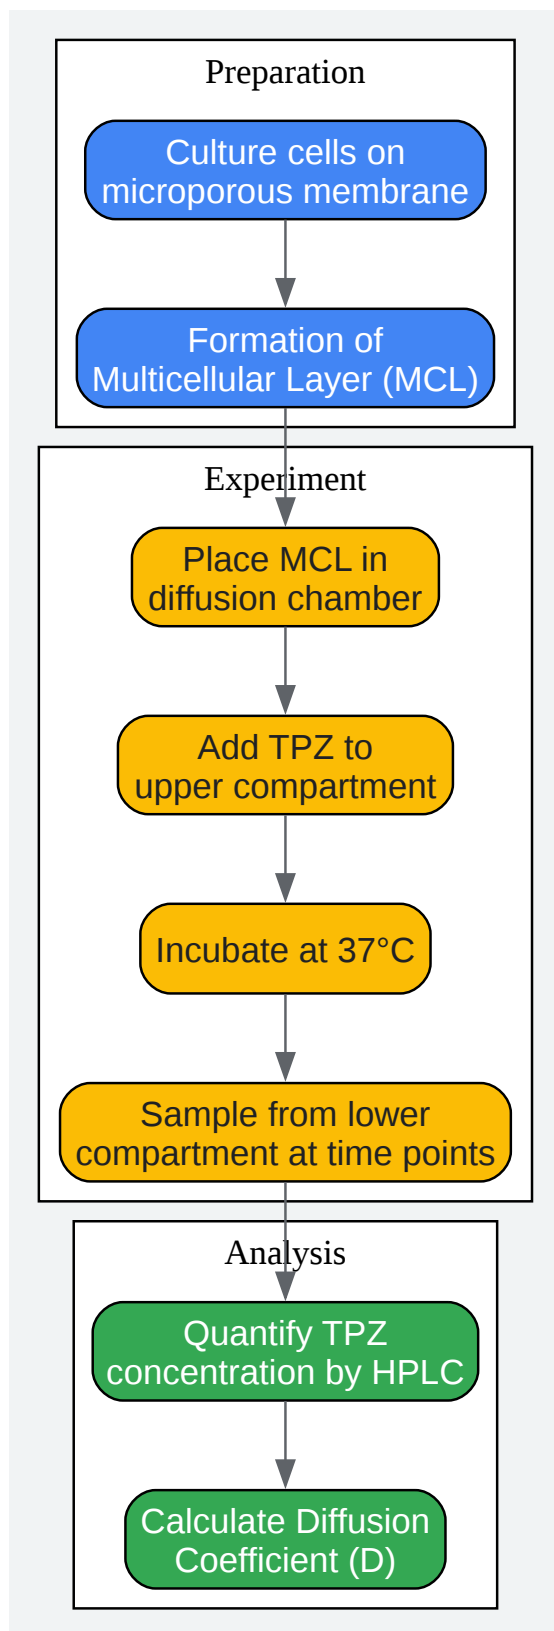 Preparation
Culture cells on
microporous membrane
Formation of
Multicellular Layer (MCL)
Experiment
Place MCL in
diffusion chamber
Add TPZ to
upper compartment
Incubate at 37°C
Sample from lower
compartment at time points
Analysis
Quantify TPZ
concentration by HPLC
Calculate Diffusion
Coefficient (D)